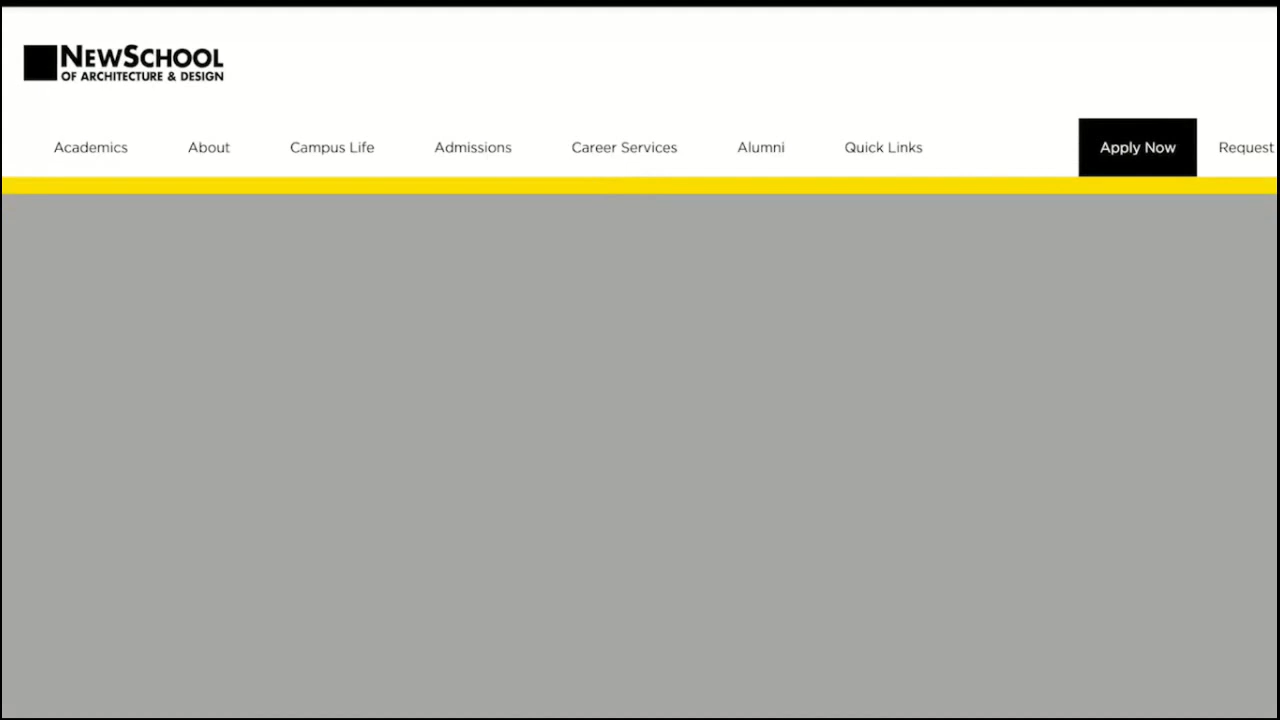 NEWSCHOOL
OF ARCHITECTURE & DESIGN
Academics About Campus Life Admissions Career Services Alumni Quick Links Apply Now Request